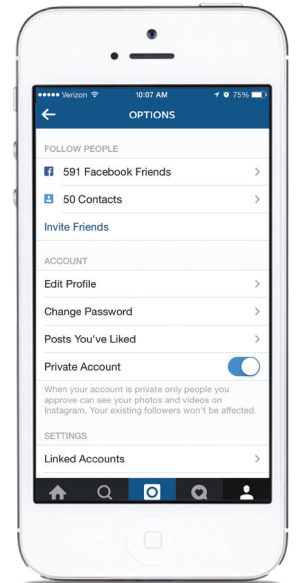 Verizon 10:07 AM 75%
OPTIONS
FOLLOW PEOPLE
591 Facebook Friends
50 Contacts
Invite Friends
ACCOUNT
Edit Profile
Change Password
Posts You've Liked
Private Account
When your account is private only people you
approve can see your photos and videos on
Instagram. Your existing followers won't be affected.
SETTINGS
Linked Accounts